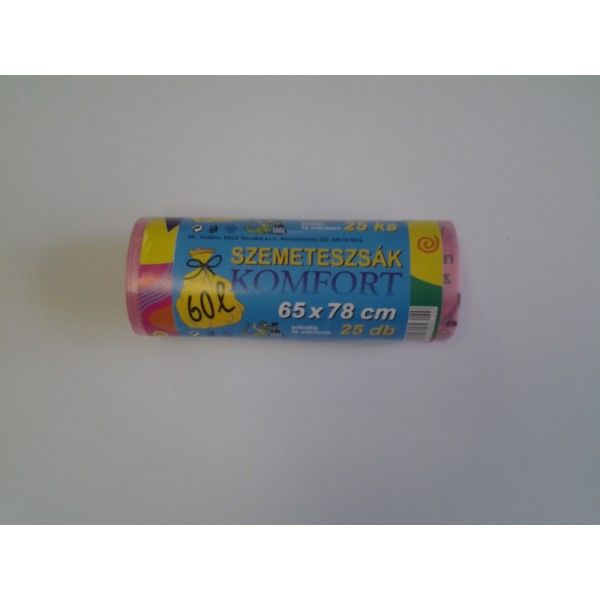 25 ks
SZEMETESZSÁK
KOMFORT
60 l
65 x 78 cm
25 db